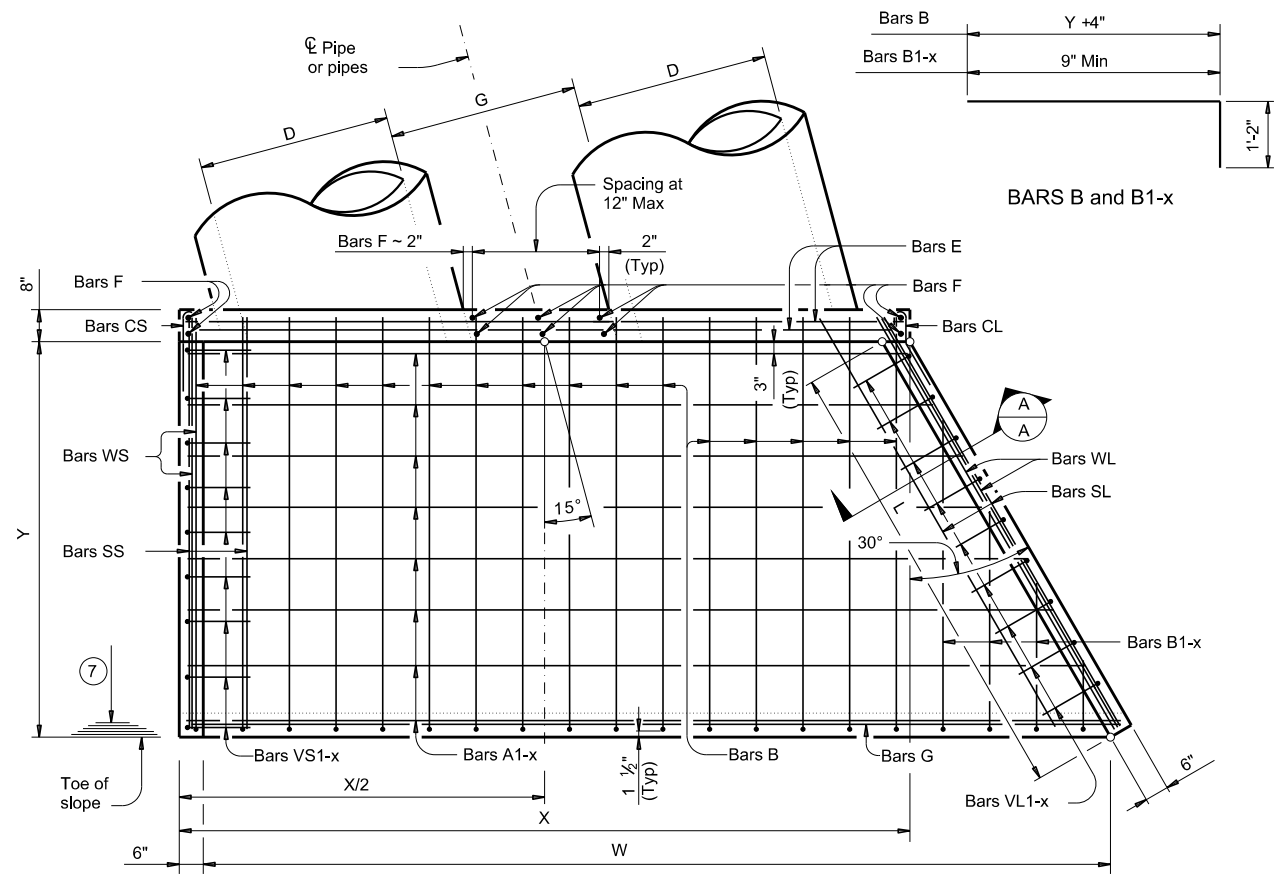 Bars B
Y +4"
Bars B1-x
9" Min
1'-2"
BARS B and B1-x
℄ Pipe
or pipes
D
G
D
Spacing at
12" Max
Bars F ~ 2"
2"
(Typ)
Bars E
8"
Bars F
Bars F
Bars CS
Bars CL
3"
(Typ)
A
A
Bars WS
Bars WL
Bars SL
15°
L
30°
Y
Bars SS
Bars B1-x
7
Bars VS1-x
Bars A1-x
1 ½"
(Typ)
Bars B
Bars G
Toe of
slope
X/2
6"
Bars VL1-x
X
6"
W